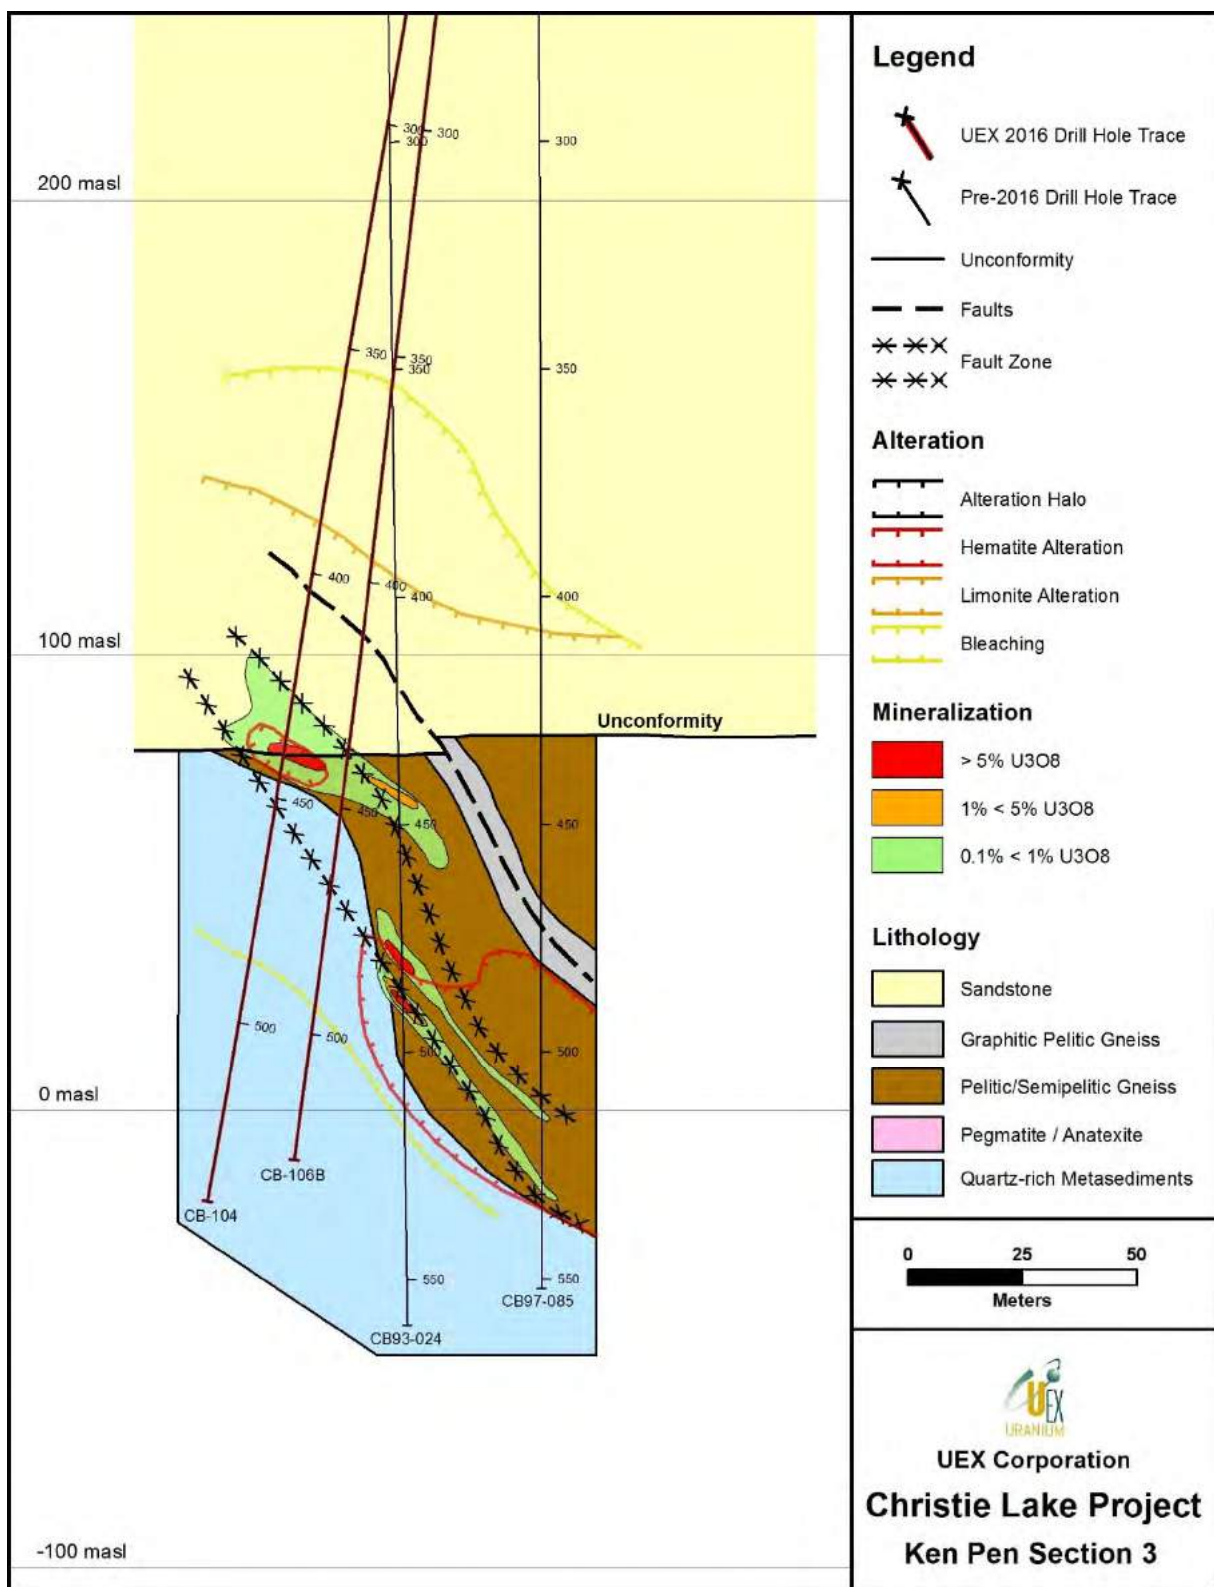 Legend
UEX 2016 Drill Hole Trace
Pre-2016 Drill Hole Trace
Unconformity
Faults
Fault Zone
Alteration
Alteration Halo
Hematite Alteration
Limonite Alteration
Bleaching
Mineralization
> 5% U3O8
1% < 5% U3O8
0.1% < 1% U3O8
Lithology
Sandstone
Graphitic Pelitic Gneiss
Pelitic/Semipelitic Gneiss
Pegmatite / Anatexite
Quartz-rich Metasediments
0 25 50
Meters
UEX
URANIUM
UEX Corporation
Christie Lake Project
Ken Pen Section 3
300 300
300 300
200 masl
350 350
350 350
400 400
400 400
100 masl
Unconformity
450 450
450 450
500 500
500 500
0 masl
CB-106B
CB-104
550 550
CB97-085
CB93-024
-100 masl